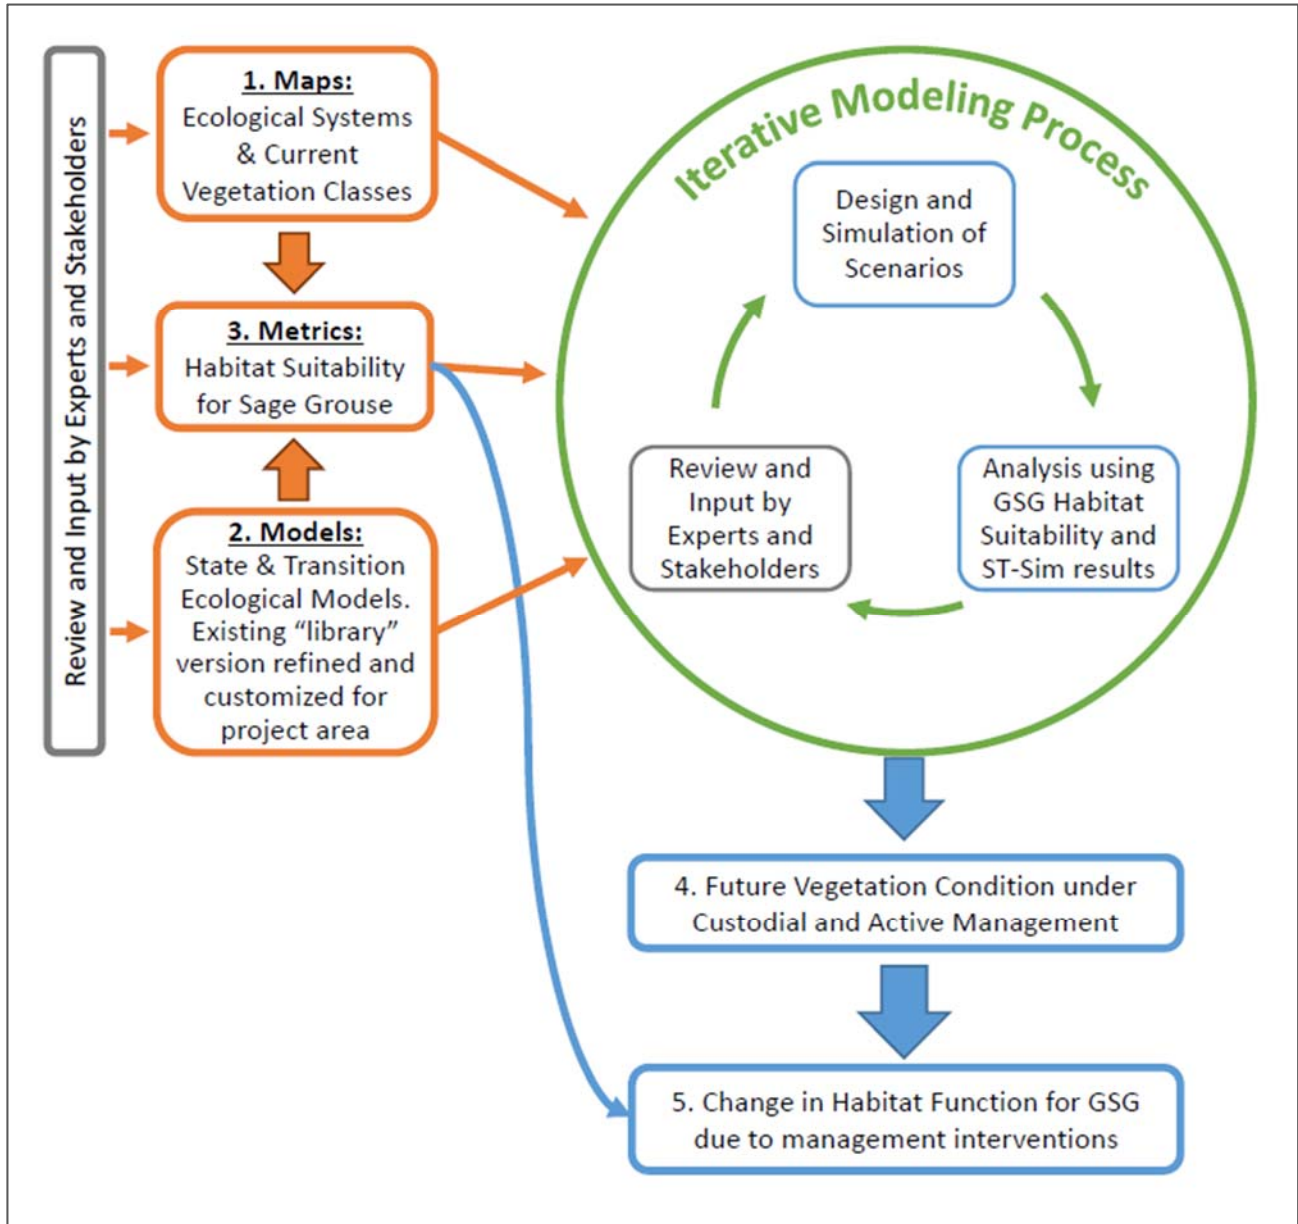 Review and Input by Experts and Stakeholders
1. Maps:
Ecological Systems
& Current
Vegetation Classes
3. Metrics:
Habitat Suitability
for Sage Grouse
2. Models:
State & Transition
Ecological Models.
Existing “library”
version refined and
customized for
project area
Iterative Modeling Process
Design and
Simulation of
Scenarios
Analysis using
GSG Habitat
Suitability and
ST-Sim results
Review and
Input by
Experts and
Stakeholders
4. Future Vegetation Condition under
Custodial and Active Management
5. Change in Habitat Function for GSG
due to management interventions